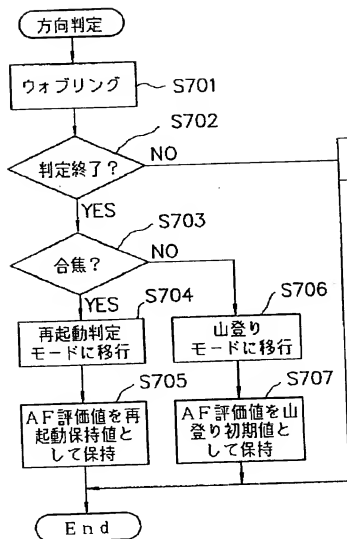 方向判定
ウォブリング
S701
S702
判定終了?
NO
YES
S703
合焦?
NO
YES
S704
S706
再起動判定
モードに移行
山登り
モードに移行
S705
S707
AF評価値を再
起動保持値と
して保持
AF評価値を山
登り初期値と
して保持
End